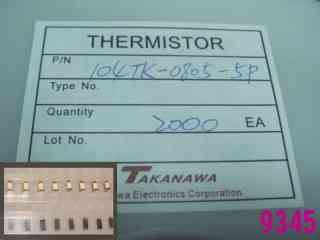 THERMISTOR
P/N 104TK-0805-5P
Type No.
Quantity 2000 EA
Lot No.
TAKANAWA
wa Electronics Corporation
9345